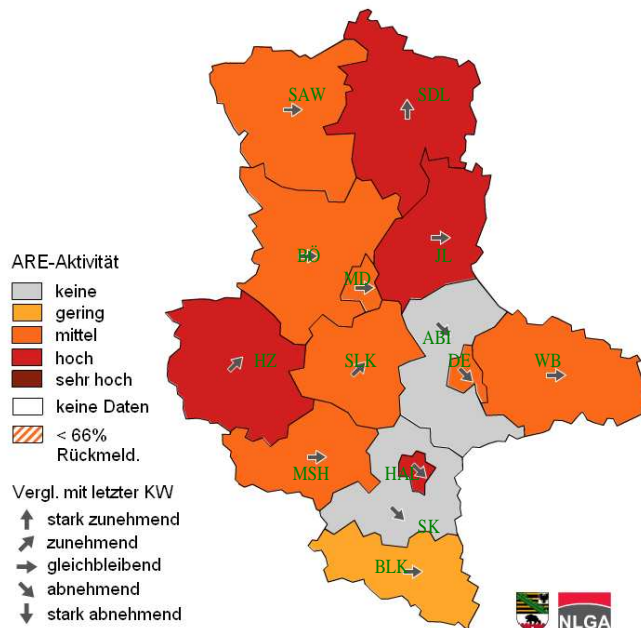 SAW
SDL
BÖ
JL
MD
ARE-Aktivität
keine
gering
mittel
hoch
sehr hoch
keine Daten
< 66%
Rückmeld.
ABI
HZ
SLK
DE
WB
MSH
HAL
SK
BLK
Vergl. mit letzter KW
stark zunehmend
zunehmend
gleichbleibend
abnehmend
stark abnehmend
NLGA